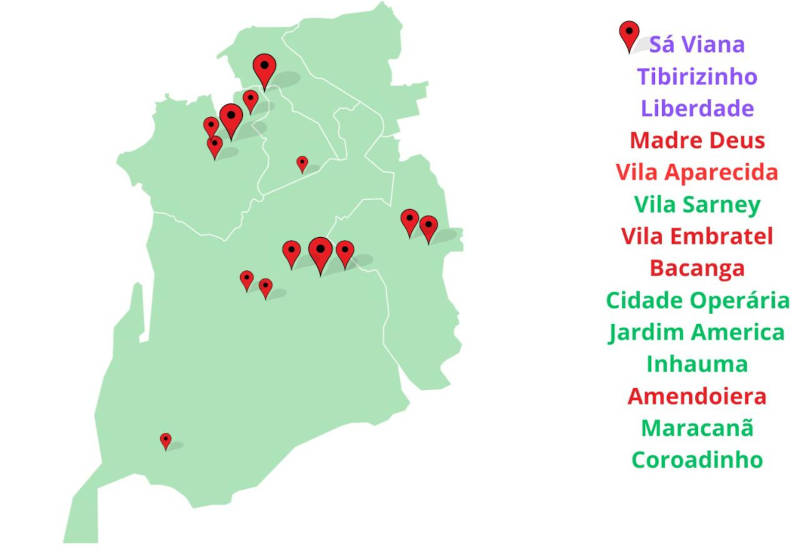 Sá Viana
Tibirizinho
Liberdade
Madre Deus
Vila Aparecida
Vila Sarney
Vila Embratel
Bacanga
Cidade Operária
Jardim America
Inhauma
Amendoiera
Maracanã
Coroadinho